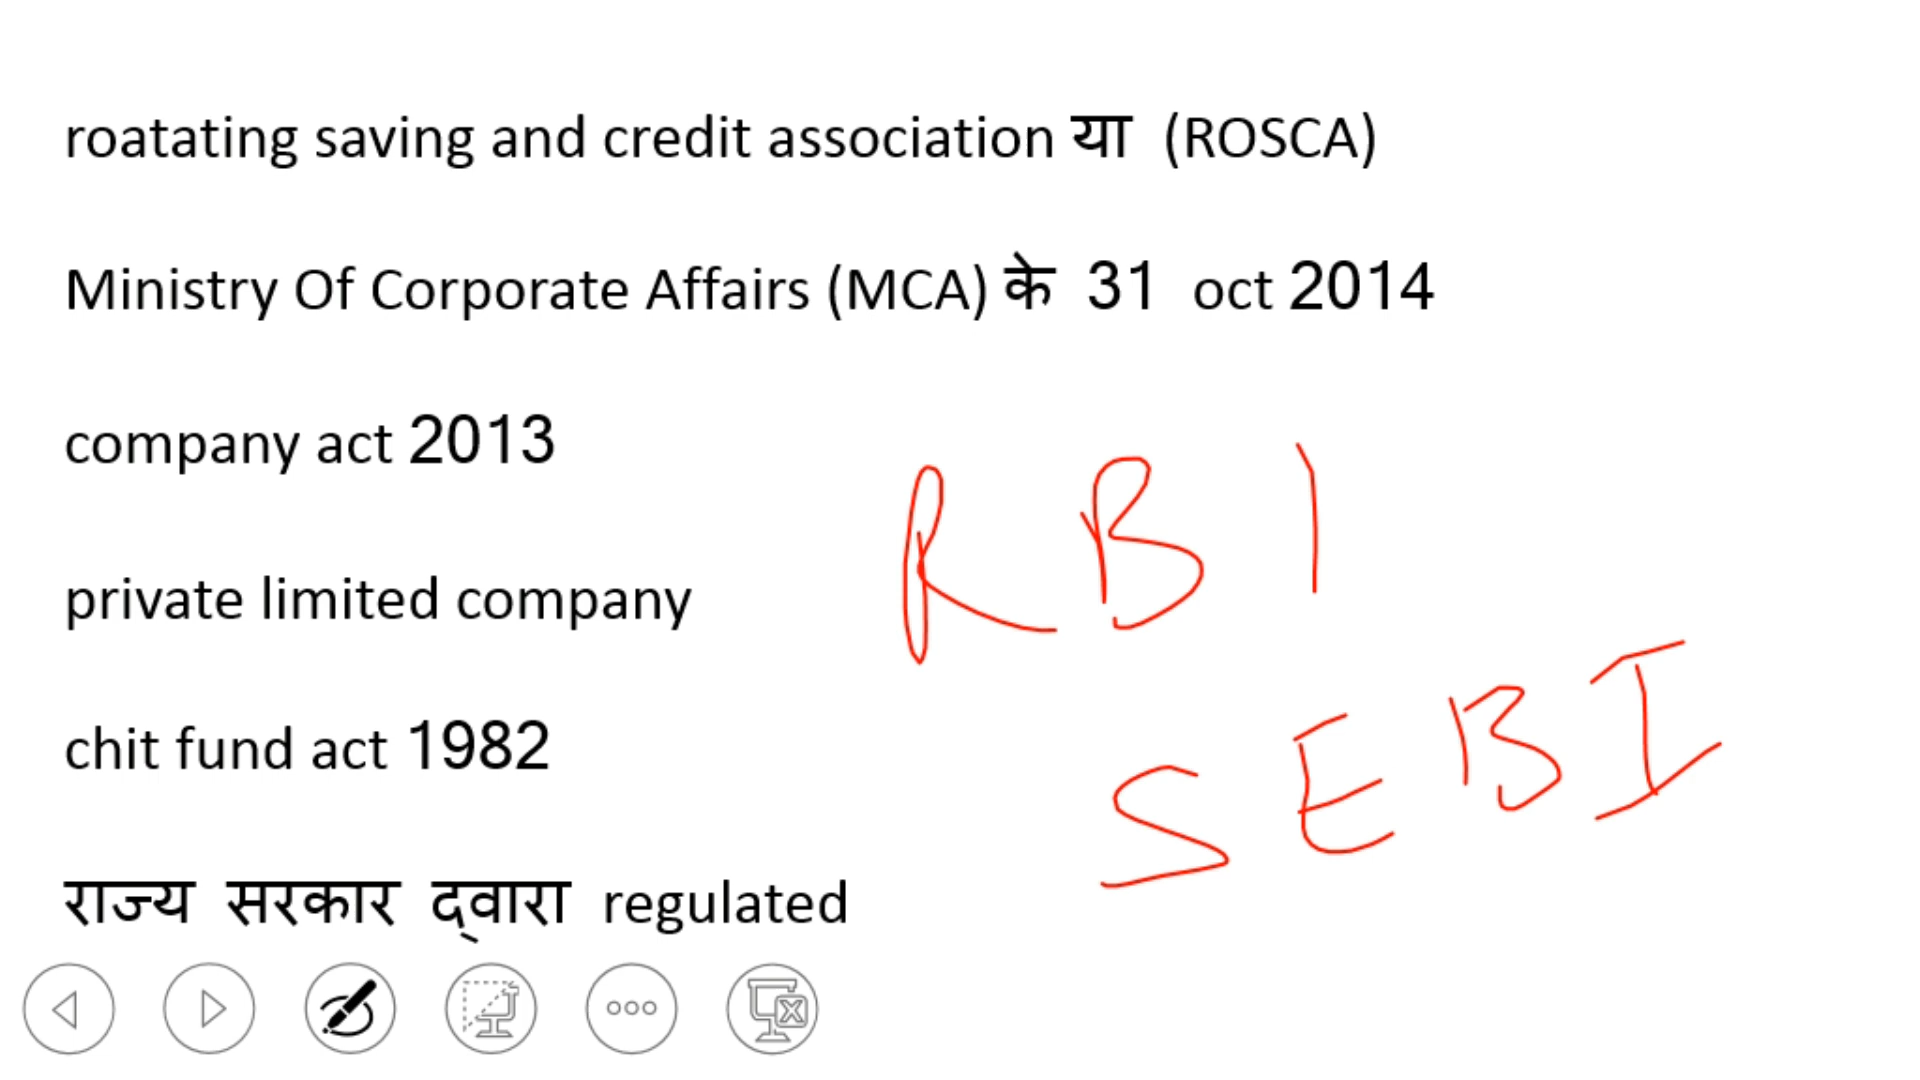 roatating saving and credit association या (ROSCA)
Ministry Of Corporate Affairs (MCA) के 31 oct 2014
company act 2013
RBI
private limited company
SEBI
chit fund act 1982
राज्य सरकार द्वारा regulated